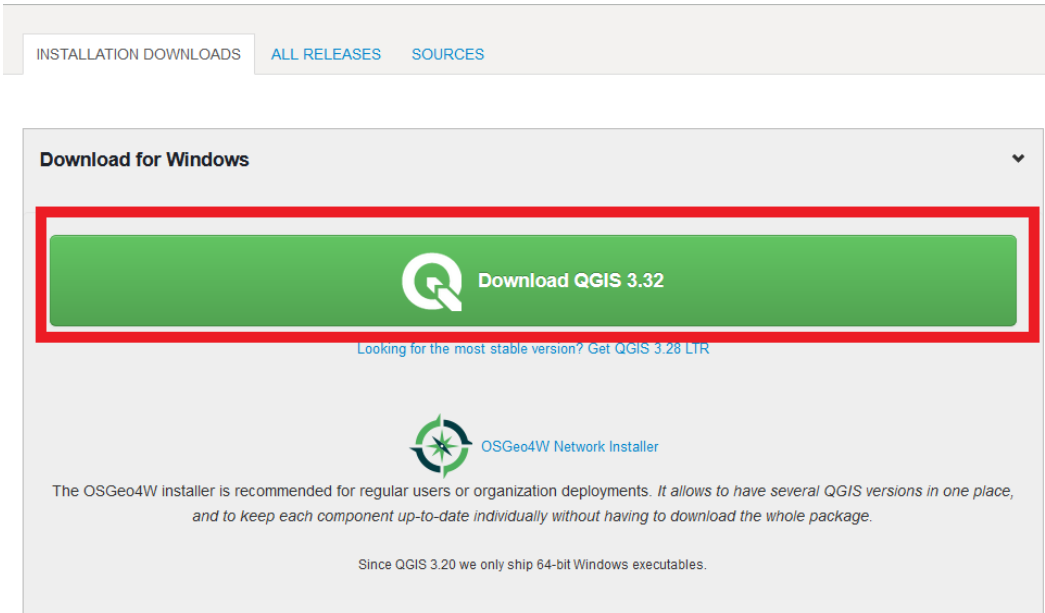 INSTALLATION DOWNLOADS ALL RELEASES SOURCES
Download for Windows
Download QGIS 3.32
Looking for the most stable version? Get QGIS 3.28 LTR
OSGeo4W Network Installer
The OSGeo4W installer is recommended for regular users or organization deployments. It allows to have several QGIS versions in one place,
and to keep each component up-to-date individually without having to download the whole package.
Since QGIS 3.20 we only ship 64-bit Windows executables.